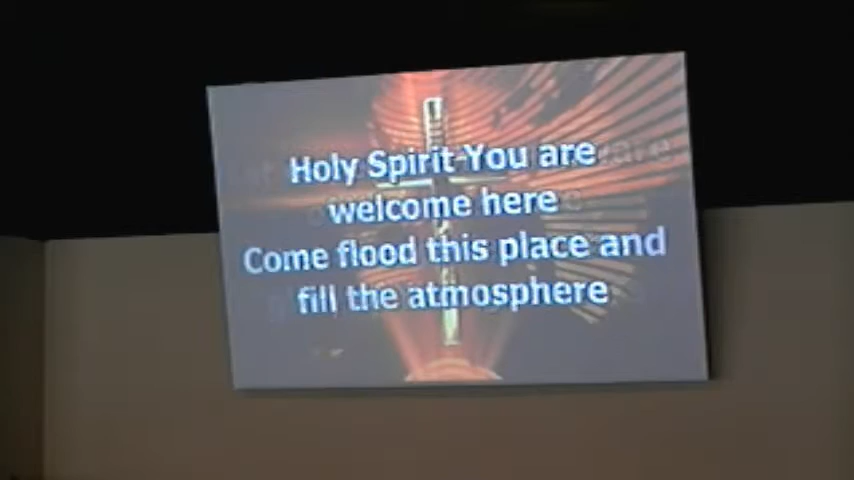 Holy Spirit-You are
welcome here
Come flood this place and
fill the atmosphere